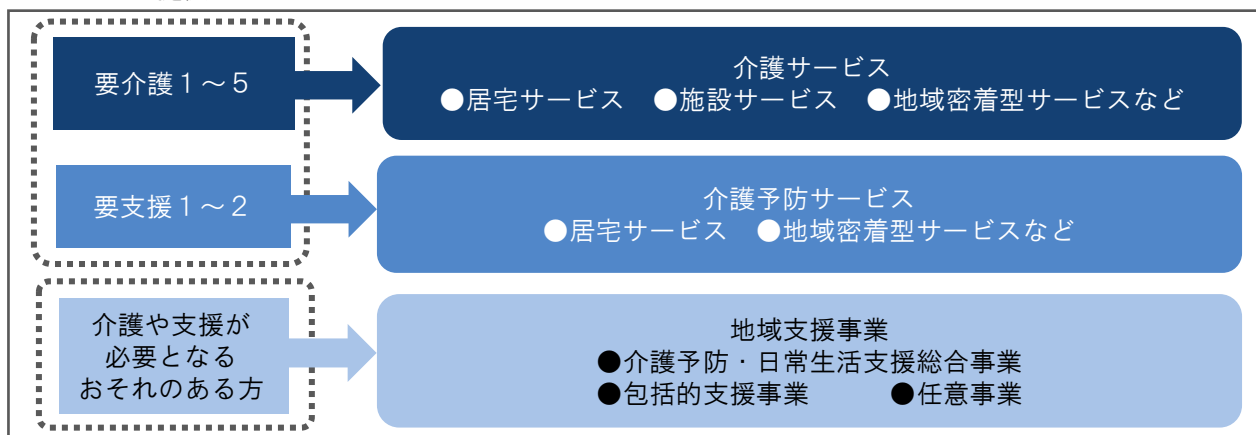 要介護１～５
介護サービス
●居宅サービス　●施設サービス　●地域密着型サービスなど
要支援１～２
介護予防サービス
●居宅サービス　●地域密着型サービスなど
介護や支援が
必要となる
おそれのある方
地域支援事業
●介護予防・日常生活支援総合事業
●包括的支援事業　　　●任意事業